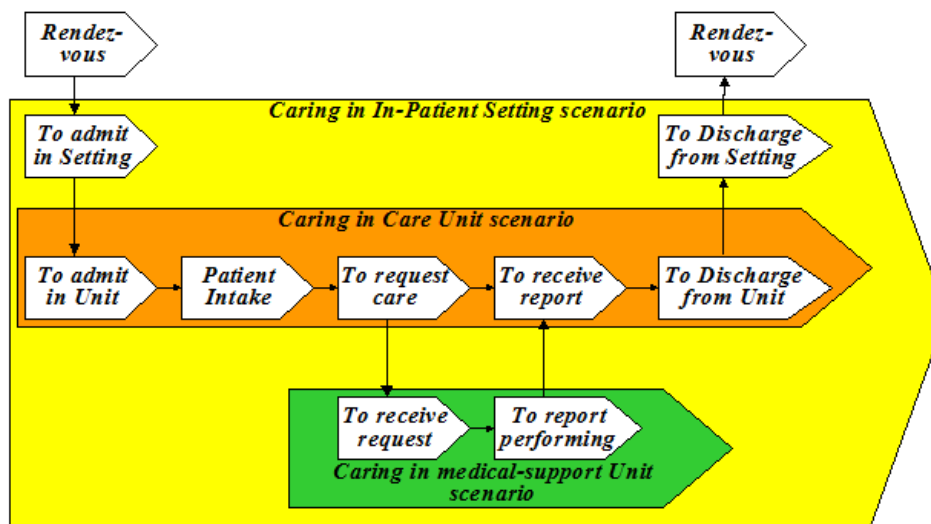 Rendez-
vous
Rendez-
vous
Caring in In-Patient Setting scenario
To admit
in Setting
To Discharge
from Setting
Caring in Care Unit scenario
To admit
in Unit
Patient
Intake
To request
care
To receive
report
To Discharge
from Unit
To receive
request
To report
performing
Caring in medical-support Unit
scenario